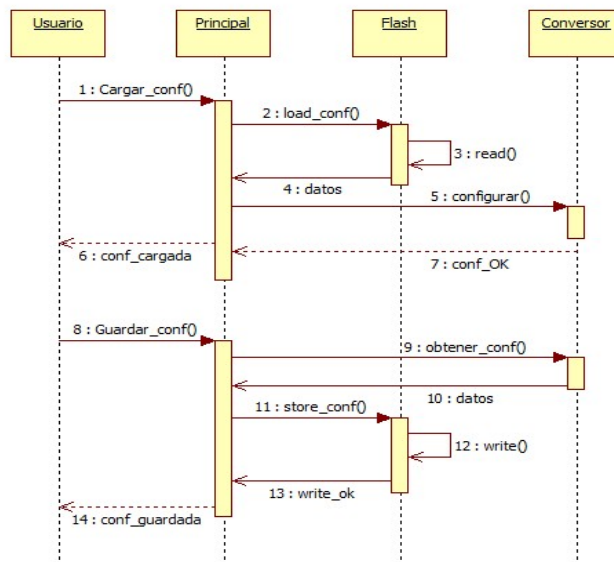 Usuario
Principal
Flash
Conversor
1 : Cargar_conf()
2 : load_conf()
3 : read()
4 : datos
5 : configurar()
6 : conf_cargada
7 : conf_OK
8 : Guardar_conf()
9 : obtener_conf()
10 : datos
11 : store_conf()
12 : write()
13 : write_ok
14 : conf_guardada